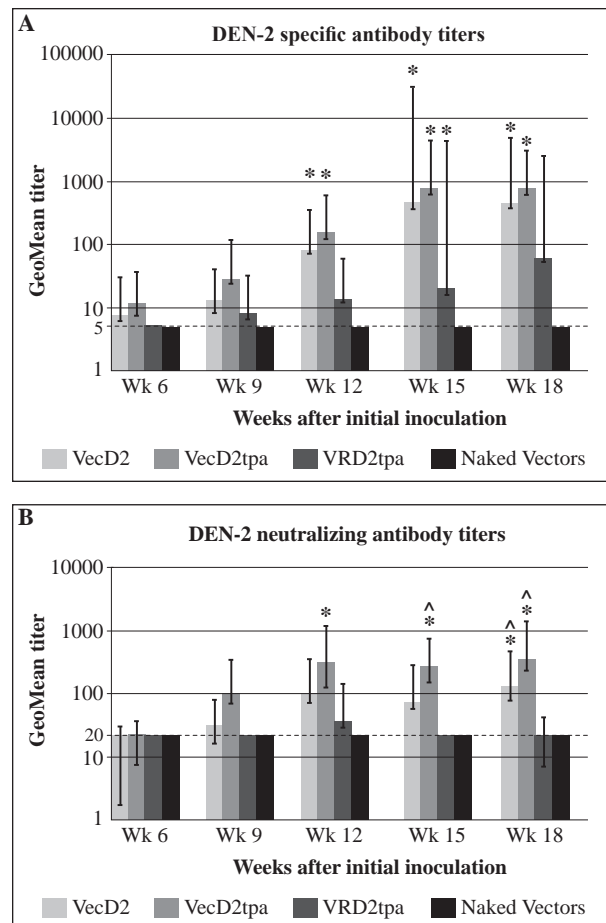 A
DEN-2 specific antibody titers
GeoMean titer
100000
* *
10000
* *
* *
*
1000
100
10
5
1
Wk 6 Wk 9 Wk 12 Wk 15 Wk 18
Weeks after initial inoculation
VecD2 VecD2tpa VRD2tpa Naked Vectors
B
DEN-2 neutralizing antibody titers
GeoMean titer
10000
^
^ ^ *
* * *
1000
100
20
10
1
Wk 6 Wk 9 Wk 12 Wk 15 Wk 18
Weeks after initial inoculation
VecD2 VecD2tpa VRD2tpa Naked Vectors